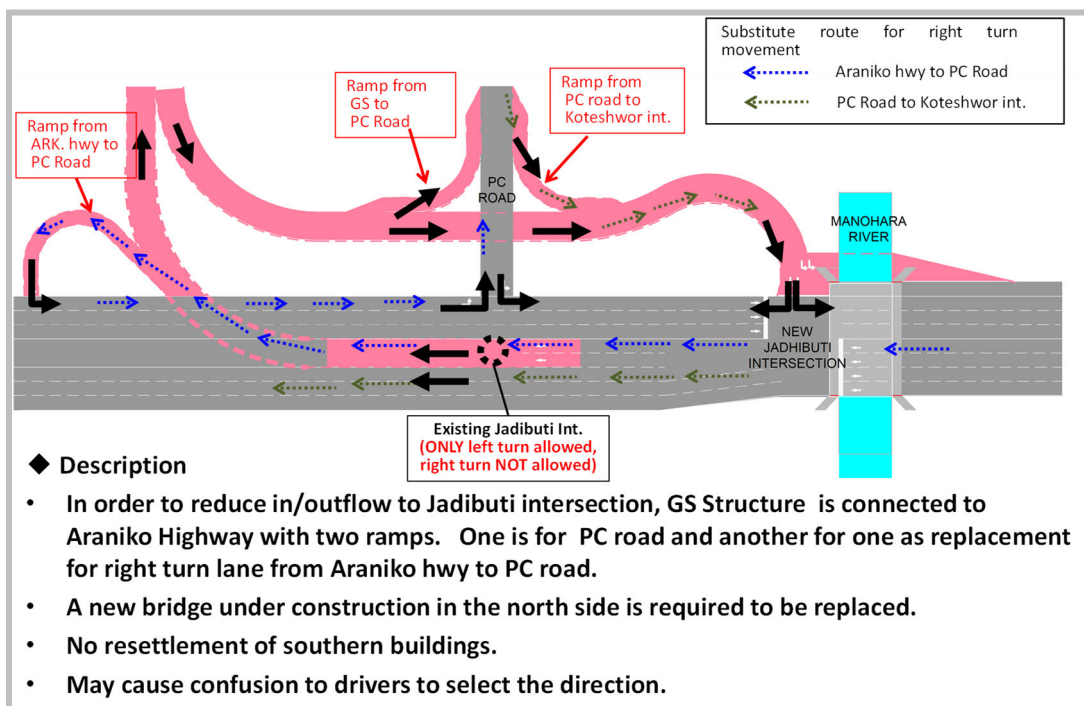 Substitute route for right turn
movement
Araniko hwy to PC Road
PC Road to Koteshwor int.
Ramp from
GS to
PC Road
Ramp from
PC road to
Koteshwor int.
Ramp from
ARK. hwy to
PC Road
PC
ROAD
MANOHARA
RIVER
NEW
JADHIBUTI
INTERSECTION
Existing Jadibuti Int.
(ONLY left turn allowed,
right turn NOT allowed)
◆ Description
• In order to reduce in/outflow to Jadibuti intersection, GS Structure is connected to
Araniko Highway with two ramps. One is for PC road and another for one as replacement
for right turn lane from Araniko hwy to PC road.
• A new bridge under construction in the north side is required to be replaced.
• No resettlement of southern buildings.
• May cause confusion to drivers to select the direction.